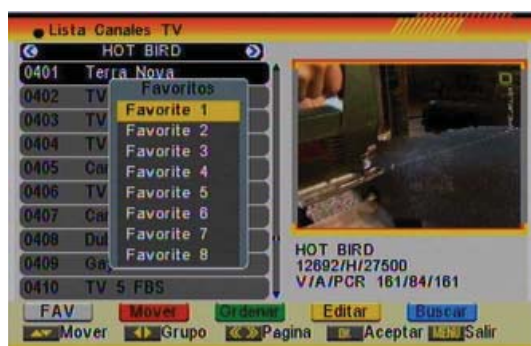 Lista Canales TV
HOT BIRD
0401 Terra Nova
Favoritos
0402 TV
Favorite 1
0403 TV
Favorite 2
0404 TV
Favorite 3
0405
Favorite 4
0406 TV
Favorite 5
0407
Favorite 6
0408
Favorite 7
0409
Favorite 8
0410 TV 5 FBS
HOT BIRD
12692/H/27500
V/A/PCR 161/84/161
FAV Mover Ordenar Editar Buscar
Mover Grupo Pagina OK Aceptar MENU Salir